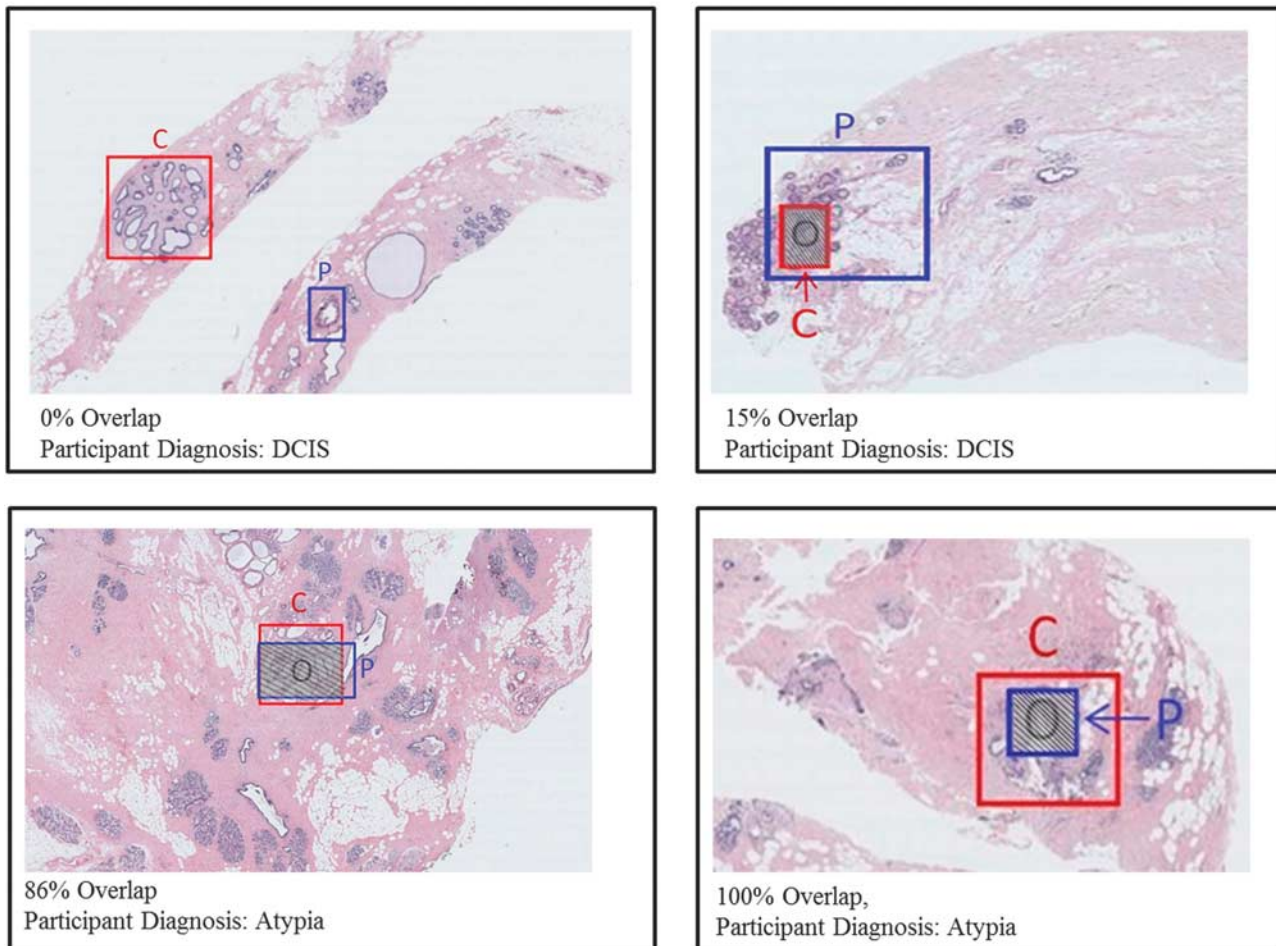 C
P
0% Overlap
Participant Diagnosis: DCIS
P
O
C
15% Overlap
Participant Diagnosis: DCIS
C
O
P
86% Overlap
Participant Diagnosis: Atypia
C
O
P
100% Overlap,
Participant Diagnosis: Atypia